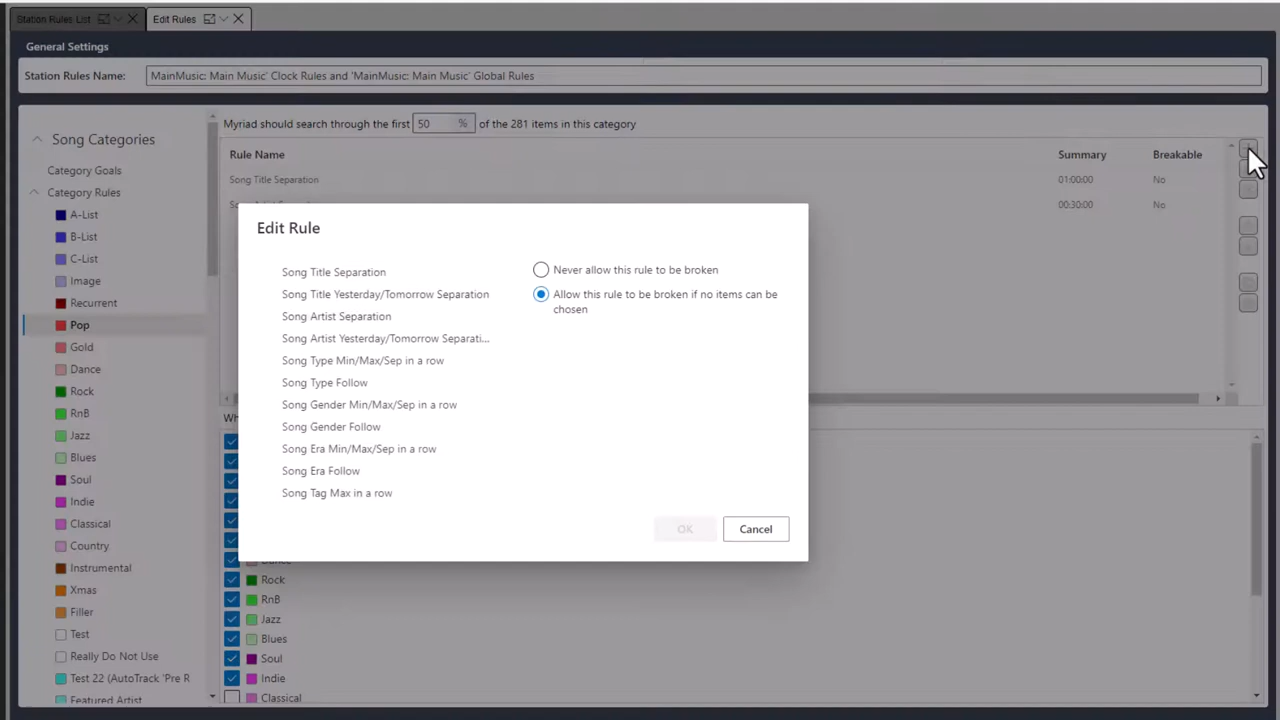 Station Rules List
Edit Rules
General Settings
Station Rules Name: MainMusic: Main Music' Clock Rules and 'MainMusic: Main Music' Global Rules
Song Categories
Category Goals
Category Rules
A-List
B-List
C-List
Image
Recurrent
Pop
Gold
Dance
Rock
RnB
Jazz
Blues
Soul
Indie
Classical
Country
Instrumental
Xmas
Filler
Test
Really Do Not Use
Test 22 (AutoTrack 'Pre R
Featured Artist
Myriad should search through the first 50 % of the 281 items in this category
Rule Name Summary Breakable
Song Title Separation 01:00:00 No
00:30:00 No
Edit Rule
Song Title Separation
Song Title Yesterday/Tomorrow Separation
Song Artist Separation
Song Artist Yesterday/Tomorrow Separati...
Song Type Min/Max/Sep in a row
Song Type Follow
Song Gender Min/Max/Sep in a row
Song Gender Follow
Song Era Min/Max/Sep in a row
Song Era Follow
Song Tag Max in a row
Never allow this rule to be broken
Allow this rule to be broken if no items can be
chosen
OK Cancel
Rock
RnB
Jazz
Blues
Soul
Indie
Classical